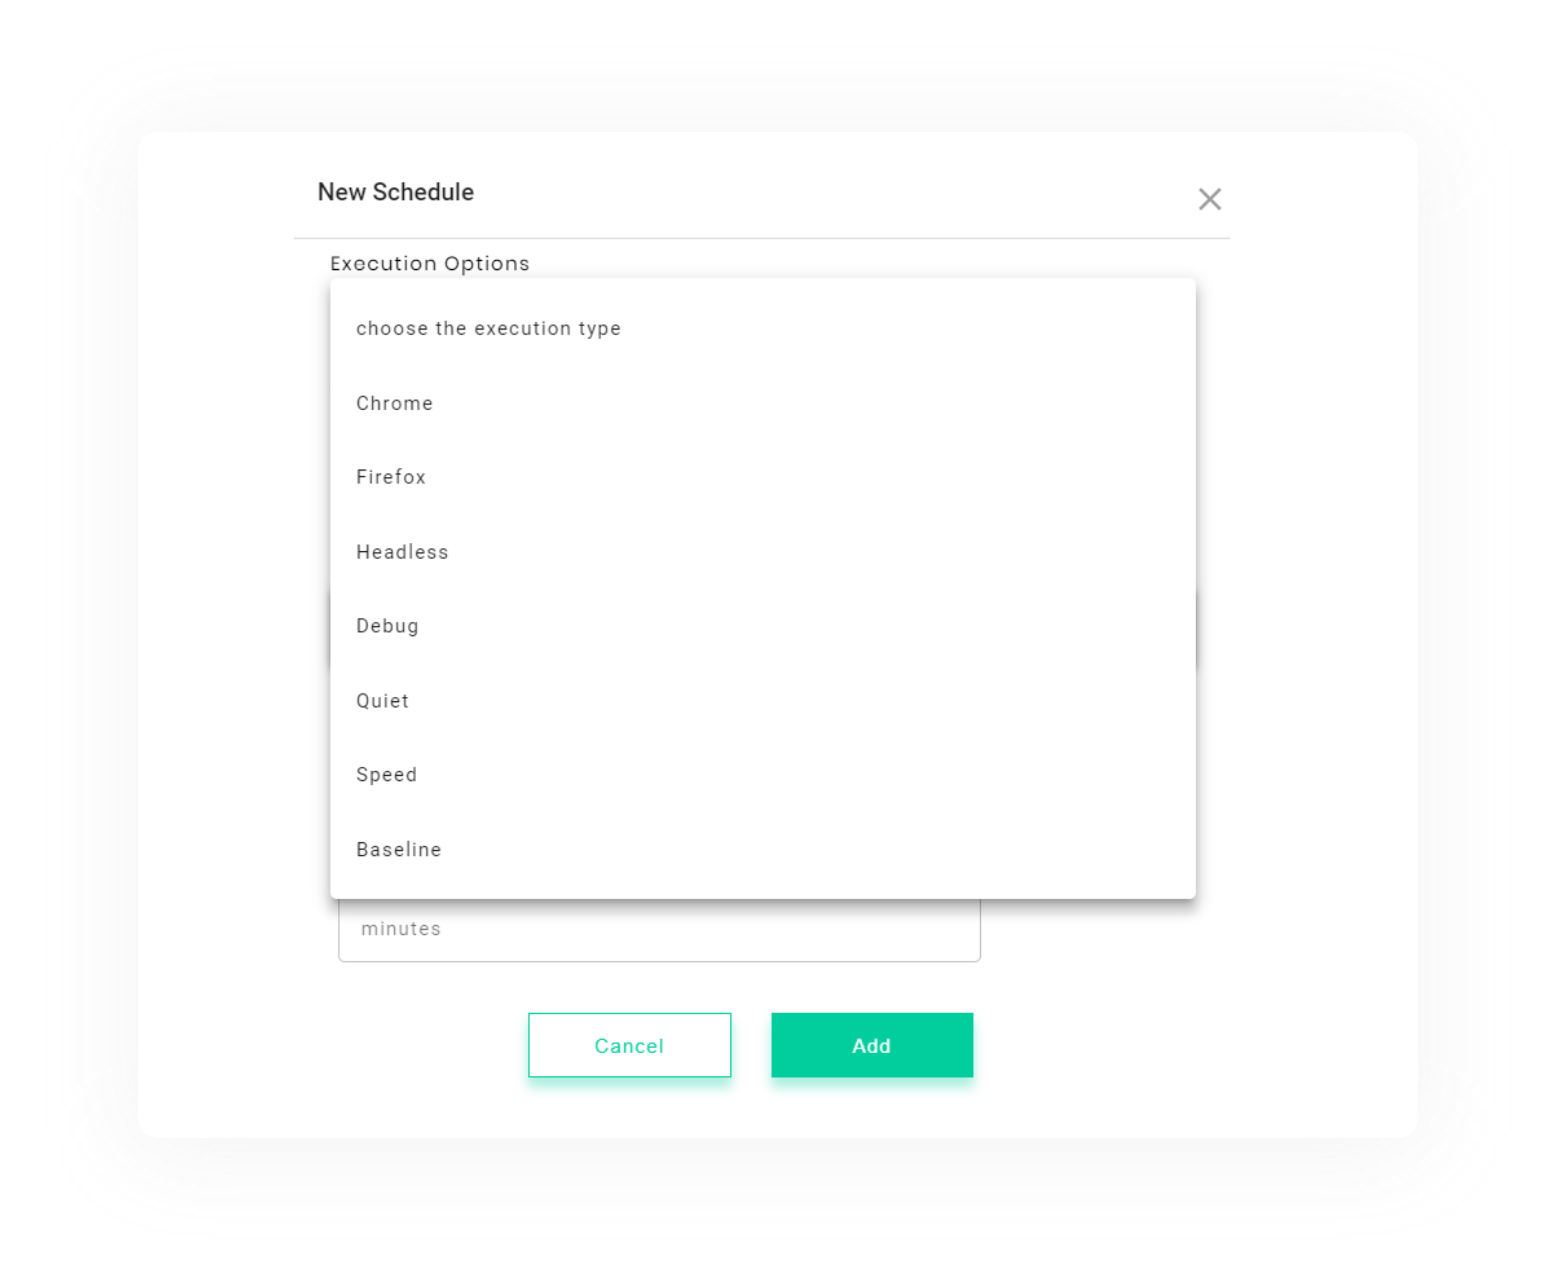 New Schedule
Execution Options
choose the execution type
Chrome
Firefox
Headless
Debug
Quiet
Speed
Baseline
minutes
Cancel
Add